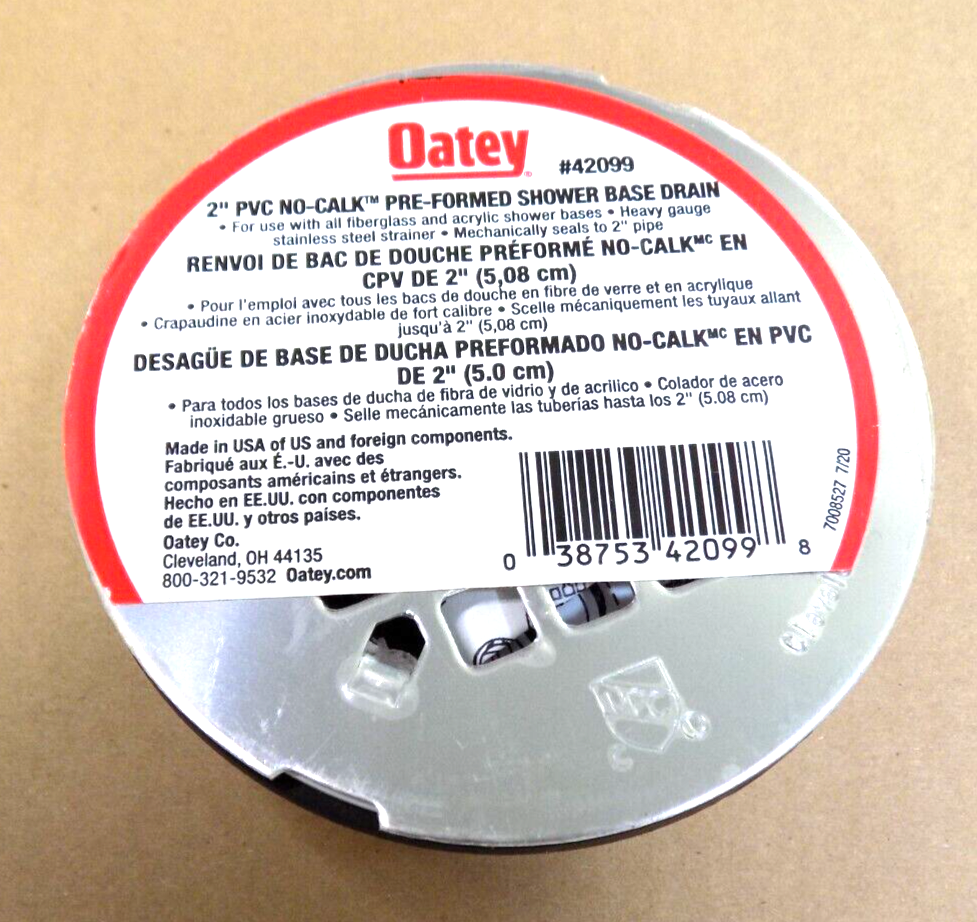 Oatey®
#42099
2" PVC NO-CALK™ PRE-FORMED SHOWER BASE DRAIN
• For use with all fiberglass and acrylic shower bases • Heavy gauge
stainless steel strainer • Mechanically seals to 2" pipe
RENVOI DE BAC DE DOUCHE PRÉFORMÉ NO-CALKᴹᶜ EN
CPV DE 2" (5,08 cm)
• Pour l'emploi avec tous les bacs de douche en fibre de verre et en acrylique
• Crapaudine en acier inoxydable de fort calibre • Scelle mécaniquement les tuyaux allant
jusqu'à 2" (5,08 cm)
DESAGÜE DE BASE DE DUCHA PREFORMADO NO-CALKᴹᶜ EN PVC
DE 2" (5.0 cm)
• Para todos los bases de ducha de fibra de vidrio y de acrilico • Colador de acero
inoxidable grueso • Selle mecánicamente las tuberías hasta los 2" (5.08 cm)
Made in USA of US and foreign components.
Fabriqué aux É.-U. avec des
composants américains et étrangers.
Hecho en EE.UU. con componentes
de EE.UU. y otros países.
Oatey Co.
Cleveland, OH 44135
800-321-9532 Oatey.com
0 38753 42099 8
7008527 7/20